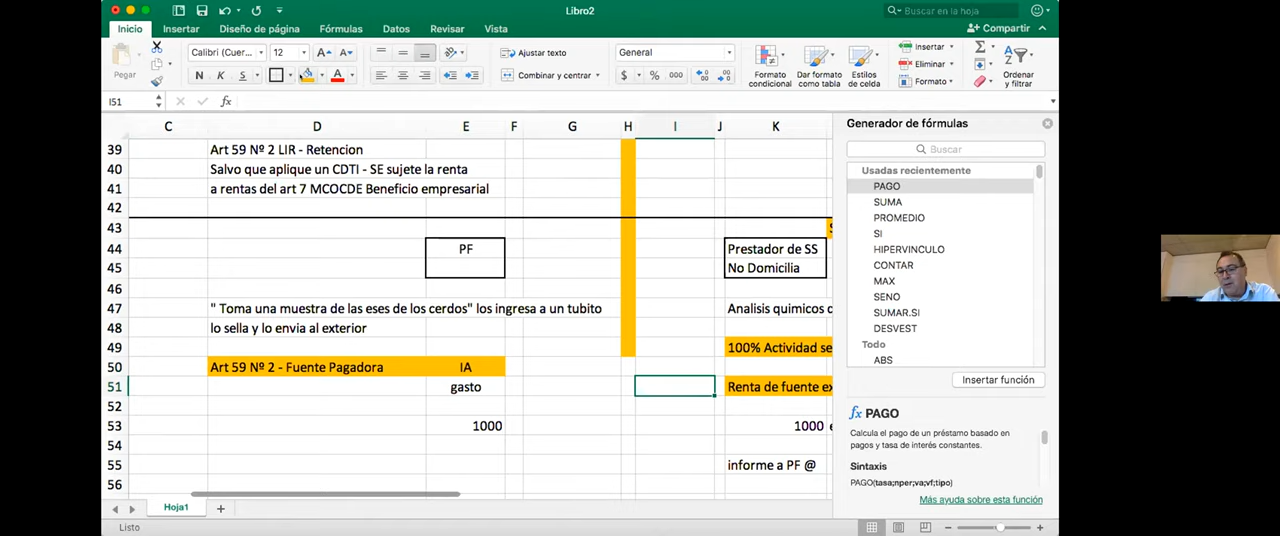 Libro2
Buscar en la hoja
Inicio Insertar Diseño de página Fórmulas Datos Revisar Vista
Compartir
Pegar
Calibri (Cuer... 12 A A
N K S A
Ajustar texto
Combinar y centrar
General
$ % 000
Formato condicional
Dar formato como tabla
Estilos de celda
Insertar
Eliminar
Formato
Ordenar y filtrar
I51 fx
C D E F G H I J K
39 Art 59 Nº 2 LIR - Retencion
40 Salvo que aplique un CDTI - SE sujete la renta
41 a rentas del art 7 MCOCDE Beneficio empresarial
42
43
44 PF Prestador de SS
45 No Domicilia
46
47 " Toma una muestra de las eses de los cerdos" los ingresa a un tubito Analisis quimicos
48 lo sella y lo envia al exterior
49 100% Actividad se
50 Art 59 Nº 2 - Fuente Pagadora IA
51 gasto Renta de fuente ex
52
53 1000 1000 e
54
55 informe a PF @
56
Generador de fórmulas
Buscar
Usadas recientemente
PAGO
SUMA
PROMEDIO
SI
HIPERVINCULO
CONTAR
MAX
SENO
SUMAR.SI
DESVEST
Todo
ABS
Insertar función
fx PAGO
Calcula el pago de un préstamo basado en
pagos y tasa de interés constantes.
Sintaxis
PAGO(tasa;nper;va;vf;tipo)
Más ayuda sobre esta función
Hoja1 +
Listo